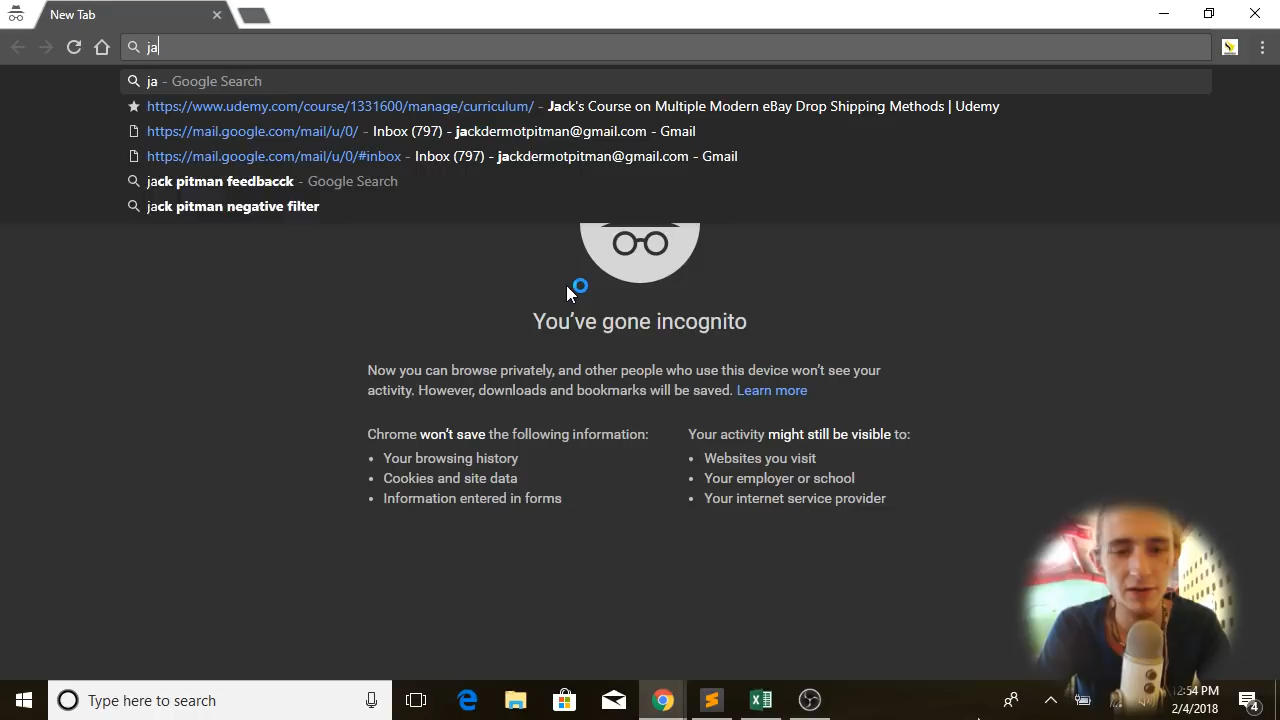 New Tab
ja
ja - Google Search
https://www.udemy.com/course/1331600/manage/curriculum/ - Jack's Course on Multiple Modern eBay Drop Shipping Methods | Udemy
https://mail.google.com/mail/u/0/ - Inbox (797) - jackdermotpitman@gmail.com - Gmail
https://mail.google.com/mail/u/0/#inbox - Inbox (797) - jackdermotpitman@gmail.com - Gmail
jack pitman feedbacck - Google Search
jack pitman negative filter
You've gone incognito
Now you can browse privately, and other people who use this device won't see your
activity. However, downloads and bookmarks will be saved. Learn more
Chrome won't save the following information:
• Your browsing history
• Cookies and site data
• Information entered in forms
Your activity might still be visible to:
• Websites you visit
• Your employer or school
• Your internet service provider
Type here to search
12:54 PM
2/4/2018
4